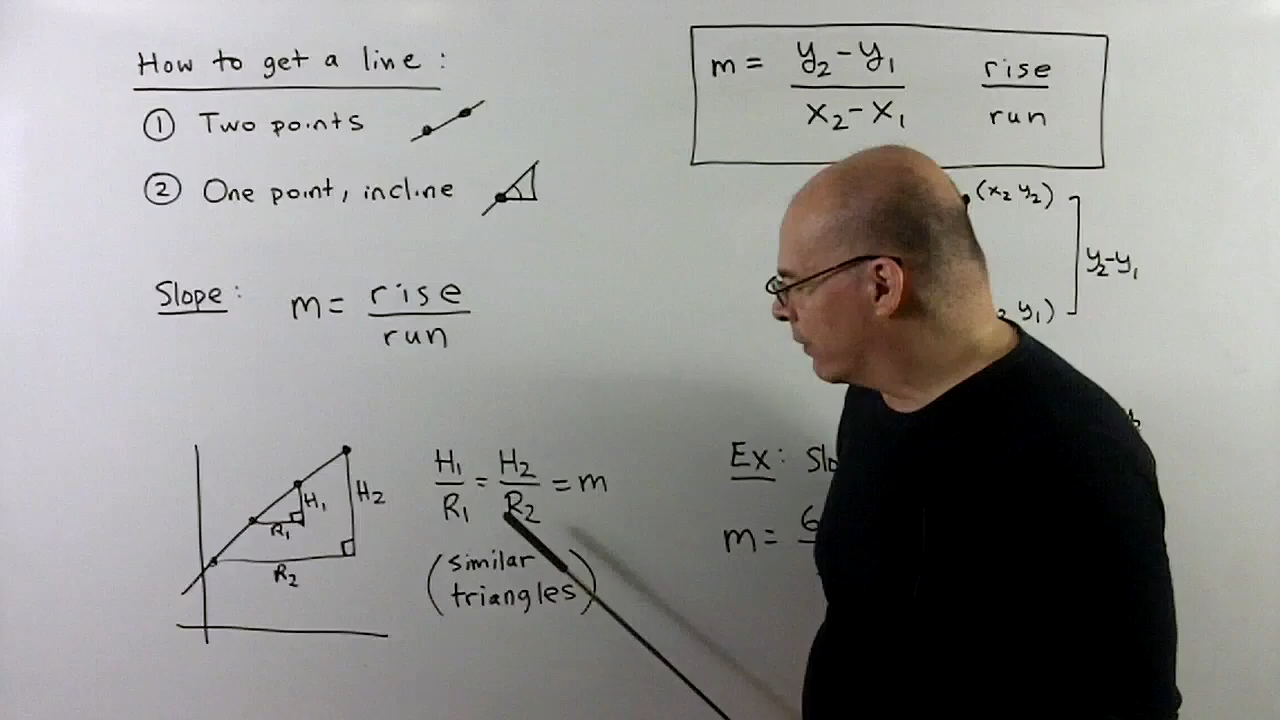 How to get a line :
① Two points
② One point, incline
Slope: m = rise / run
H₁
R₁
H₂
R₂
H₁/R₁ = H₂/R₂ = m
(similar
triangles)
m = (y₂ - y₁) / (x₂ - x₁) rise / run
(x₂ y₂)
y₂-y₁
y₁)
Ex: Slo
m = 6